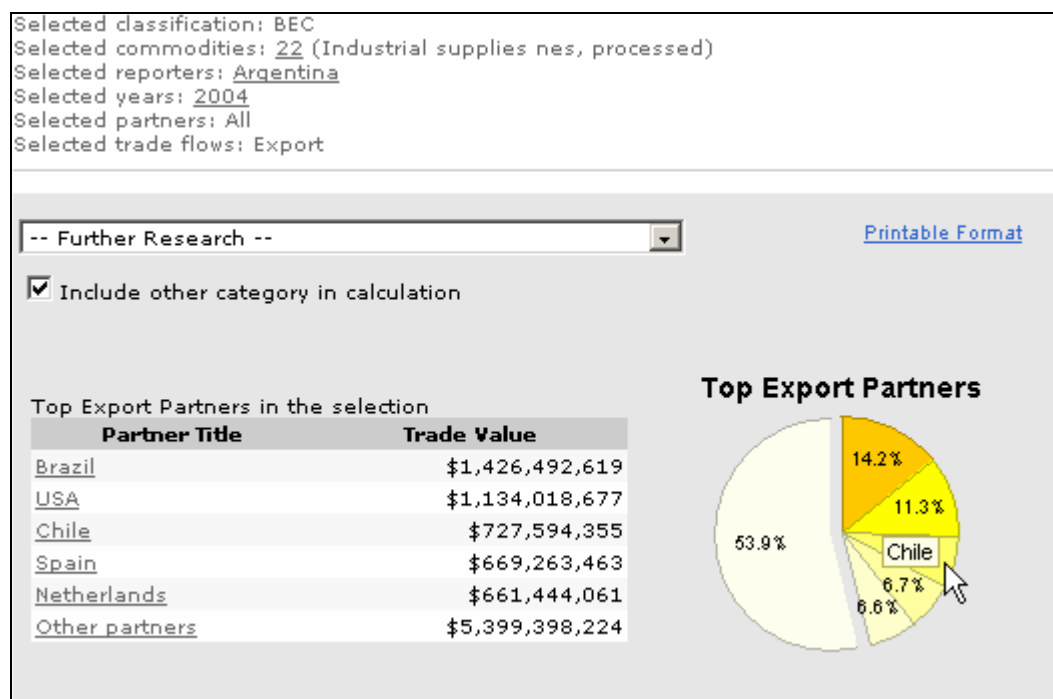 Selected classification: BEC
Selected commodities: 22 (Industrial supplies nes, processed)
Selected reporters: Argentina
Selected years: 2004
Selected partners: All
Selected trade flows: Export
-- Further Research --
Printable Format
Include other category in calculation
Top Export Partners in the selection
Partner Title Trade Value
Brazil $1,426,492,619
USA $1,134,018,677
Chile $727,594,355
Spain $669,263,463
Netherlands $661,444,061
Other partners $5,399,398,224
Top Export Partners
14.2%
11.3%
53.9%
Chile
6.7%
6.6%